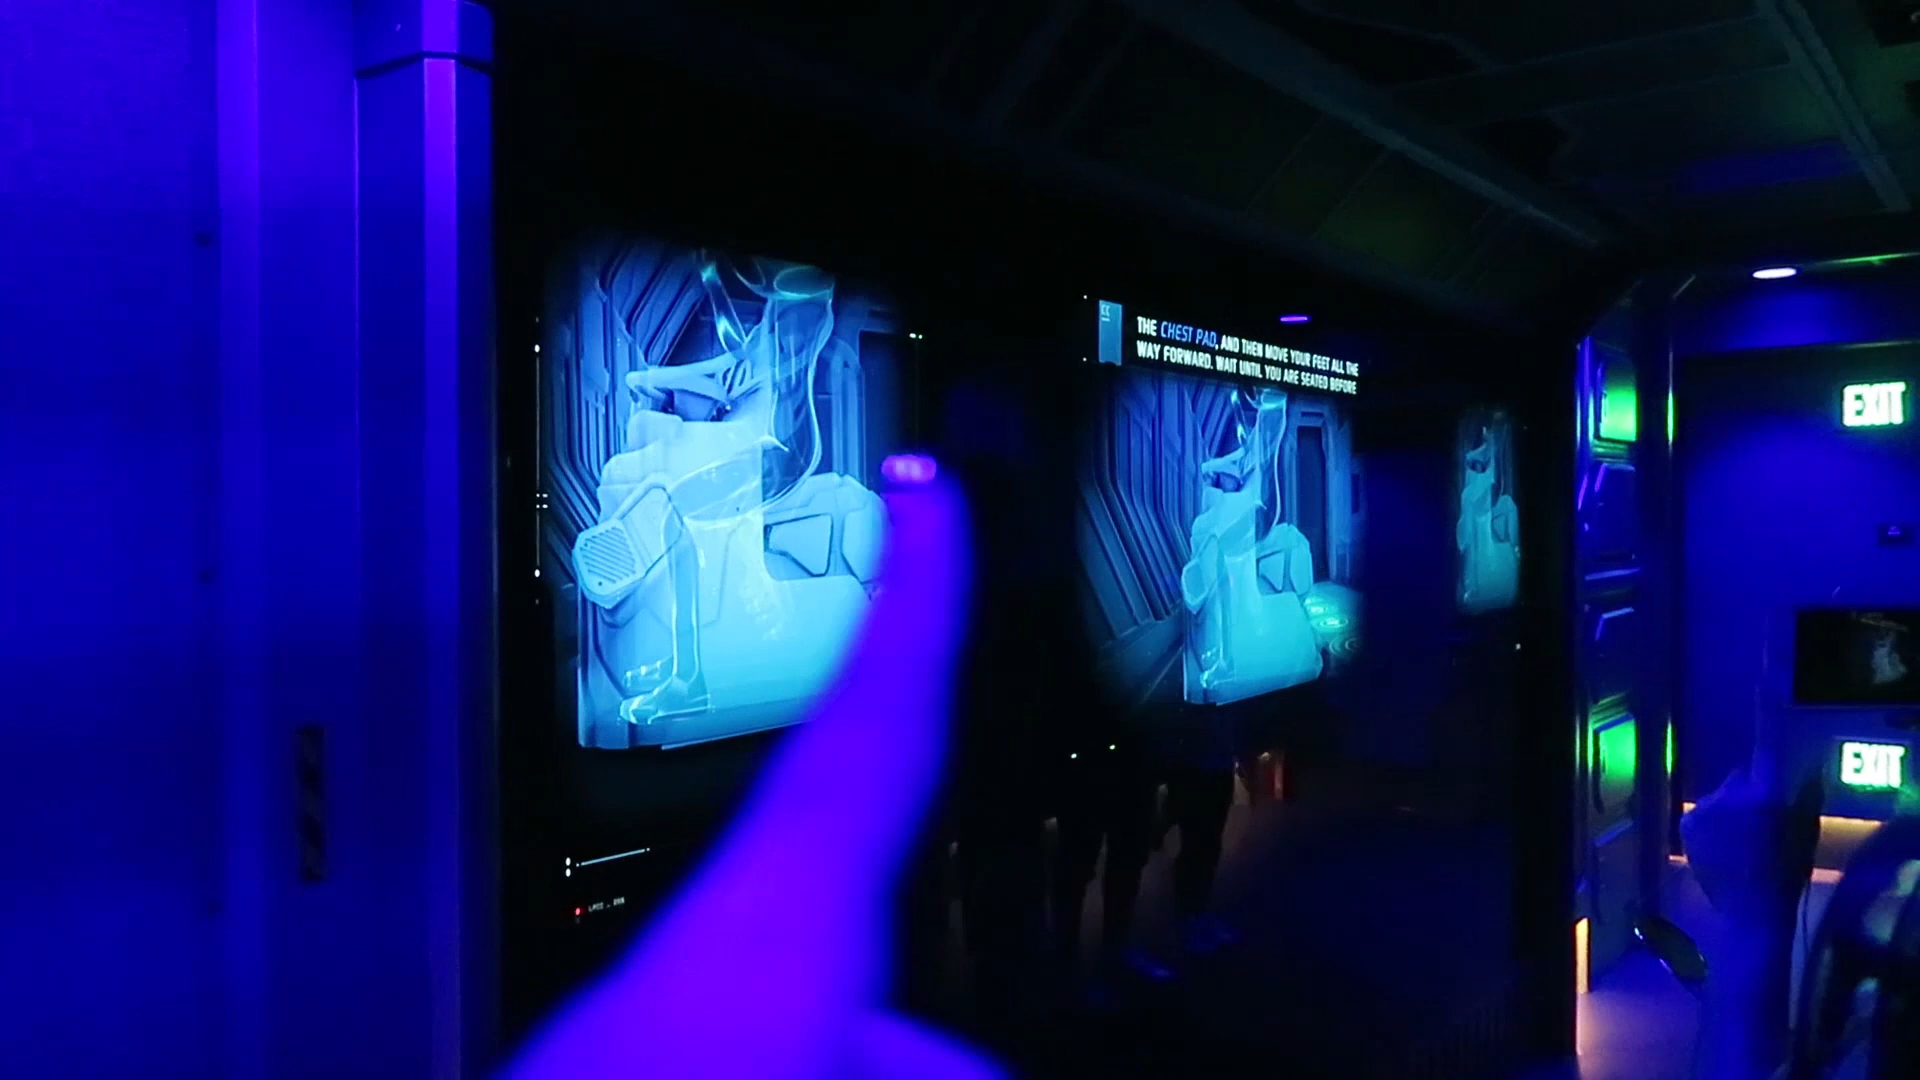 CC
THE CHEST PAD, AND THEN MOVE YOUR FEET ALL THE
WAY FORWARD. WAIT UNTIL YOU ARE SEATED BEFORE
EXIT
EXIT